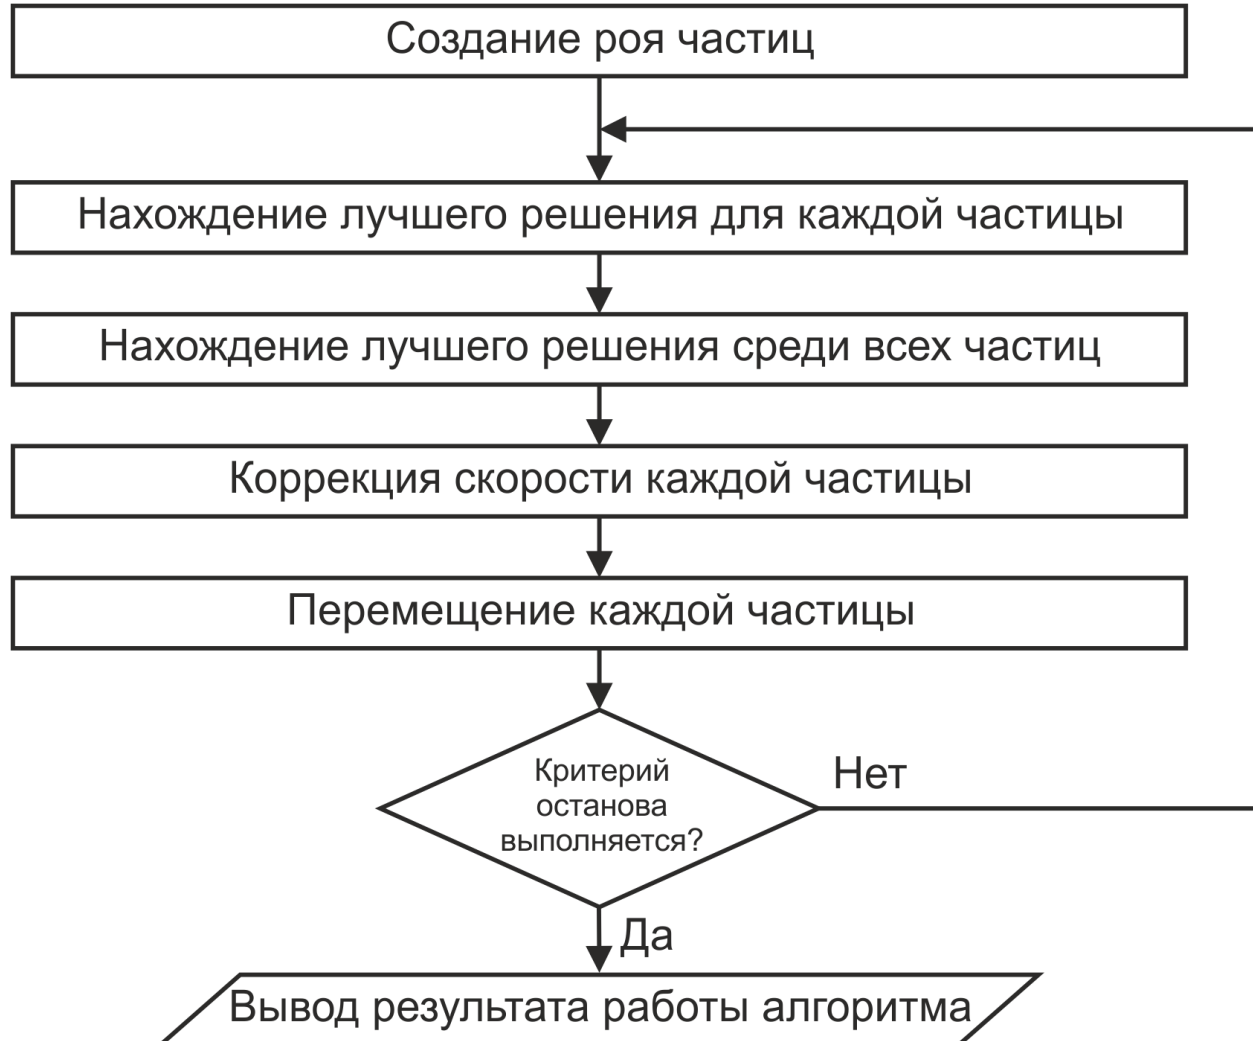 Создание роя частиц
Нахождение лучшего решения для каждой частицы
Нахождение лучшего решения среди всех частиц
Коррекция скорости каждой частицы
Перемещение каждой частицы
Критерий
останова
выполняется?
Нет
Да
Вывод результата работы алгоритма